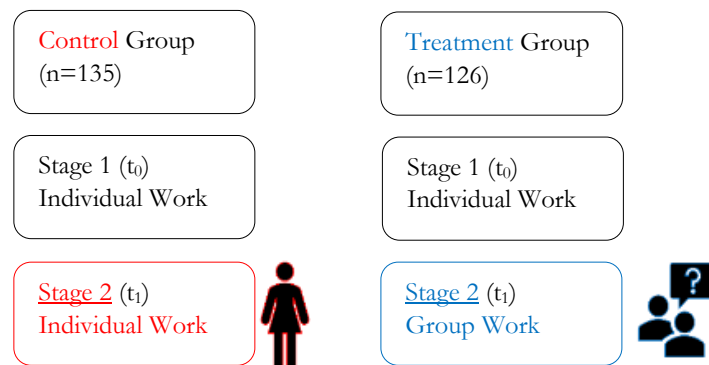 Control Group
(n=135)
Treatment Group
(n=126)
Stage 1 (t₀)
Individual Work
Stage 1 (t₀)
Individual Work
Stage 2 (t₁)
Individual Work
Stage 2 (t₁)
Group Work
?